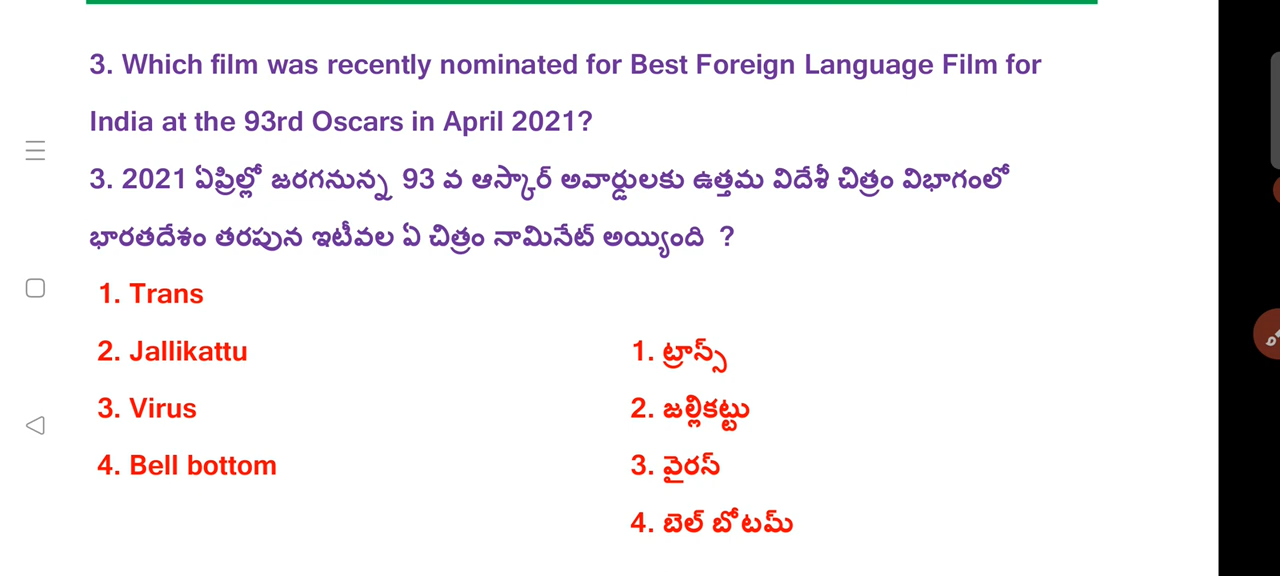 3. Which film was recently nominated for Best Foreign Language Film for
India at the 93rd Oscars in April 2021?
3. 2021 ఏప్రిల్లో జరగనున్న 93 వ ఆస్కార్ అవార్డులకు ఉత్తమ విదేశీ చిత్రం విభాగంలో
భారతదేశం తరపున ఇటీవల ఏ చిత్రం నామినేట్ అయ్యింది ?
1. Trans
2. Jallikattu
3. Virus
4. Bell bottom
1. ట్రాన్స్
2. జల్లికట్టు
3. వైరస్
4. బెల్ బోటమ్